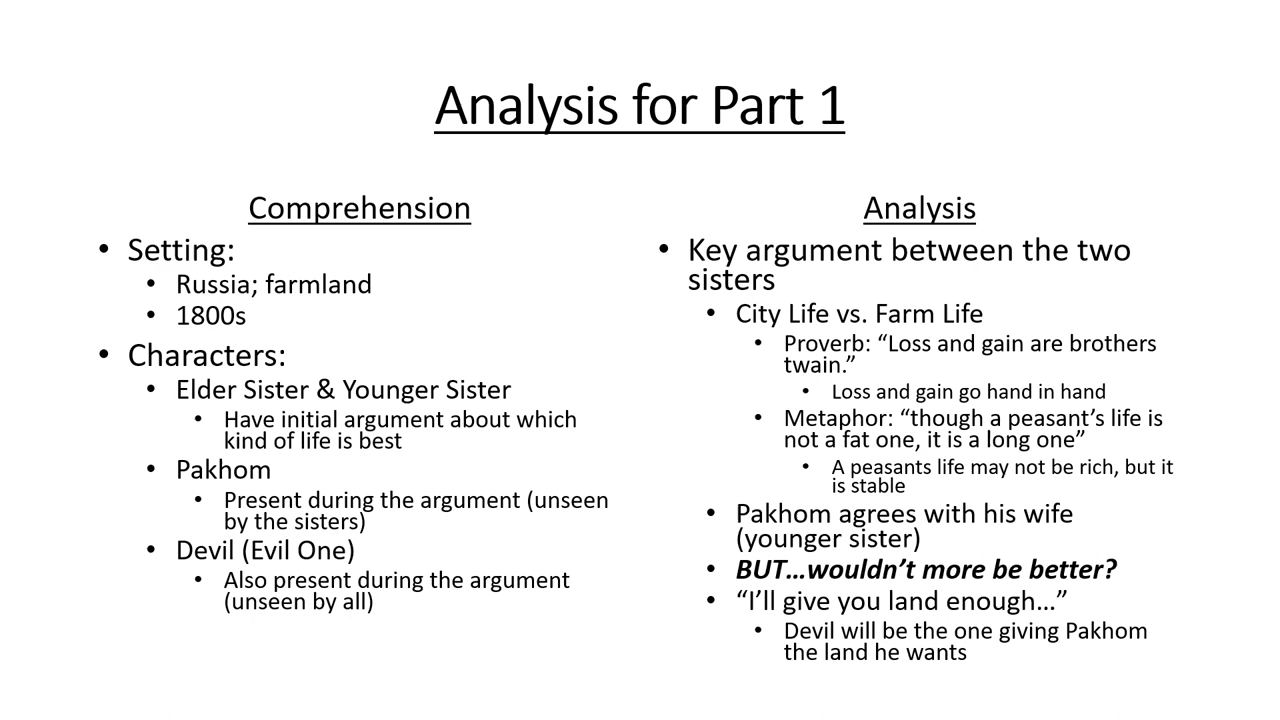 Analysis for Part 1
Comprehension
• Setting:
• Russia; farmland
• 1800s
• Characters:
• Elder Sister & Younger Sister
• Have initial argument about which
kind of life is best
• Pakhom
• Present during the argument (unseen
by the sisters)
• Devil (Evil One)
• Also present during the argument
(unseen by all)
Analysis
• Key argument between the two
sisters
• City Life vs. Farm Life
• Proverb: “Loss and gain are brothers
twain.”
• Loss and gain go hand in hand
• Metaphor: “though a peasant’s life is
not a fat one, it is a long one”
• A peasants life may not be rich, but it
is stable
• Pakhom agrees with his wife
(younger sister)
• BUT…wouldn’t more be better?
• “I’ll give you land enough…”
• Devil will be the one giving Pakhom
the land he wants